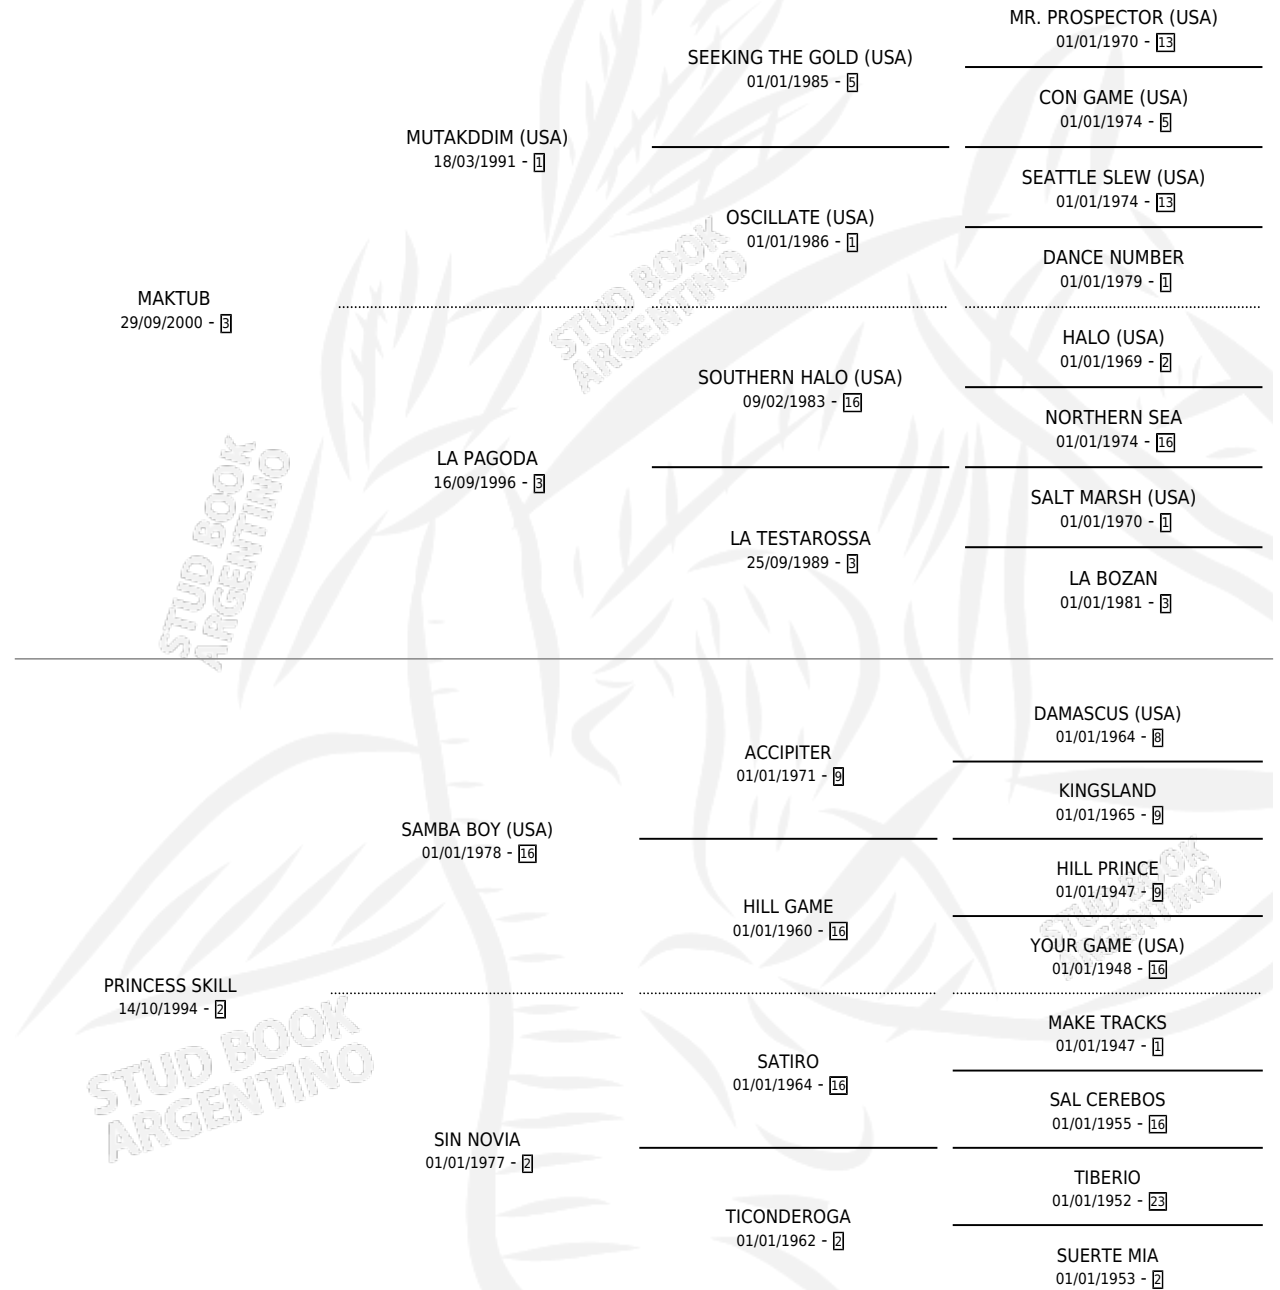 MR. PROSPECTOR (USA)
01/01/1970 - 13
SEEKING THE GOLD (USA)
01/01/1985 - 5
CON GAME (USA)
01/01/1974 - 5
MUTAKDDIM (USA)
18/03/1991 - 1
SEATTLE SLEW (USA)
01/01/1974 - 13
OSCILLATE (USA)
01/01/1986 - 1
DANCE NUMBER
01/01/1979 - 1
MAKTUB
29/09/2000 - 3
HALO (USA)
01/01/1969 - 2
SOUTHERN HALO (USA)
09/02/1983 - 16
NORTHERN SEA
01/01/1974 - 16
LA PAGODA
16/09/1996 - 3
SALT MARSH (USA)
01/01/1970 - 1
LA TESTAROSSA
25/09/1989 - 3
LA BOZAN
01/01/1981 - 3
STUD BOOK
ARGENTINO
STUD BOOK
ARGENTINO
DAMASCUS (USA)
01/01/1964 - 8
ACCIPITER
01/01/1971 - 9
KINGSLAND
01/01/1965 - 9
SAMBA BOY (USA)
01/01/1978 - 16
HILL PRINCE
01/01/1947 - 9
HILL GAME
01/01/1960 - 16
YOUR GAME (USA)
01/01/1948 - 16
STUD BOOK
ARGENTINO
PRINCESS SKILL
14/10/1994 - 2
MAKE TRACKS
01/01/1947 - 1
SATIRO
01/01/1964 - 16
SAL CEREBOS
01/01/1955 - 16
SIN NOVIA
01/01/1977 - 2
TIBERIO
01/01/1952 - 23
TICONDEROGA
01/01/1962 - 2
SUERTE MIA
01/01/1953 - 2
STUD BOOK
ARGENTINO